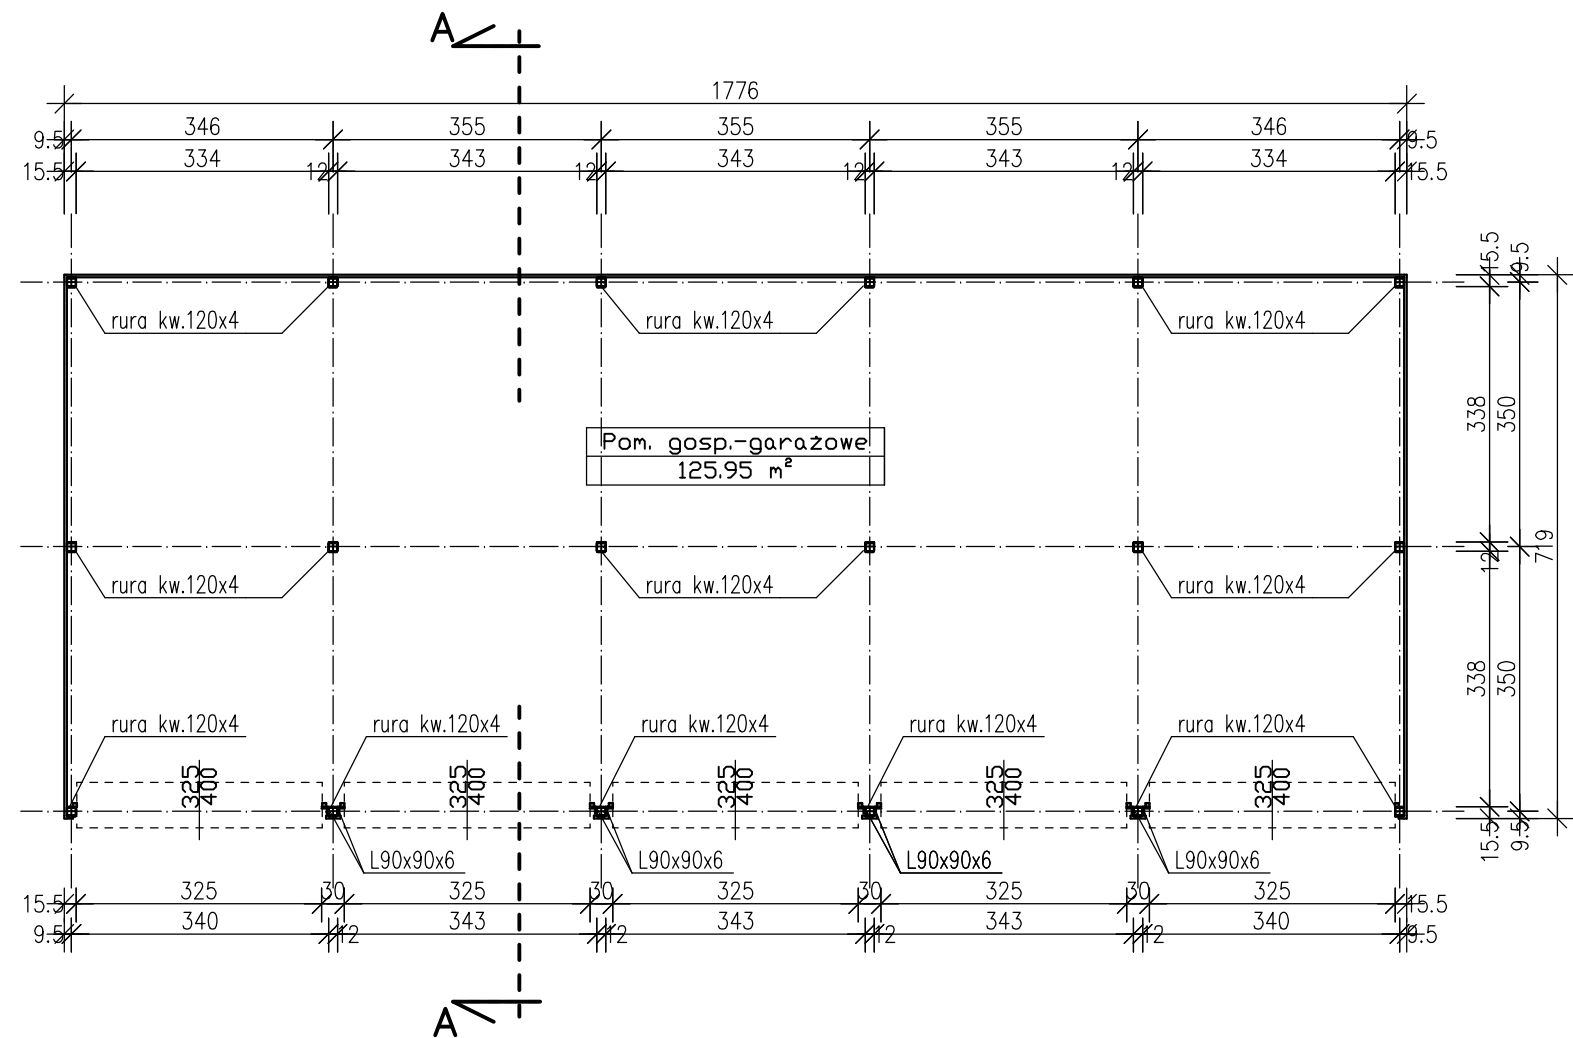 A
1776
9.5 346 355 355 355 346 9.5
15.5 334 12 343 12 343 12 343 12 334 15.5
15.5 9.5
rura kw.120x4 rura kw.120x4 rura kw.120x4
338 350
Pom. gosp.-garażowe
125.95 m²
12 719
rura kw.120x4 rura kw.120x4 rura kw.120x4
338 350
rura kw.120x4 rura kw.120x4 rura kw.120x4 rura kw.120x4 rura kw.120x4
325 325 325 325 325
400 400 400 400 400
15.5 9.5
L90x90x6 L90x90x6 L90x90x6 L90x90x6
15.5 325 30 325 30 325 30 325 30 325 15.5
9.5 340 12 343 12 343 12 343 12 340 9.5
A